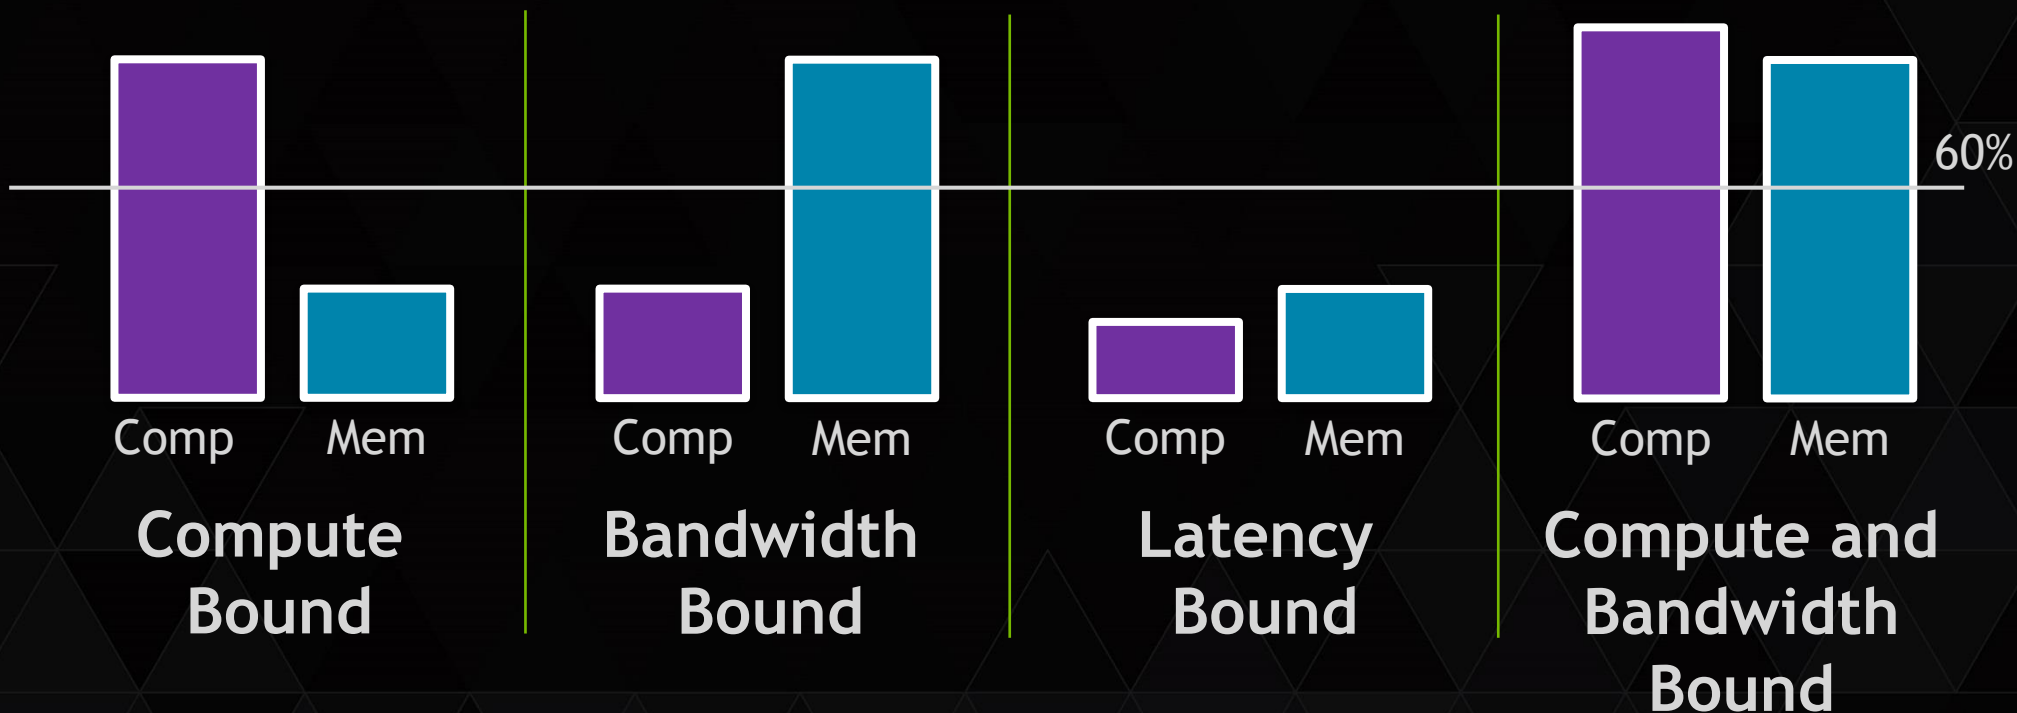 60%
Comp
Mem
Compute
Bound
Comp
Mem
Bandwidth
Bound
Comp
Mem
Latency
Bound
Comp
Mem
Compute and
Bandwidth
Bound